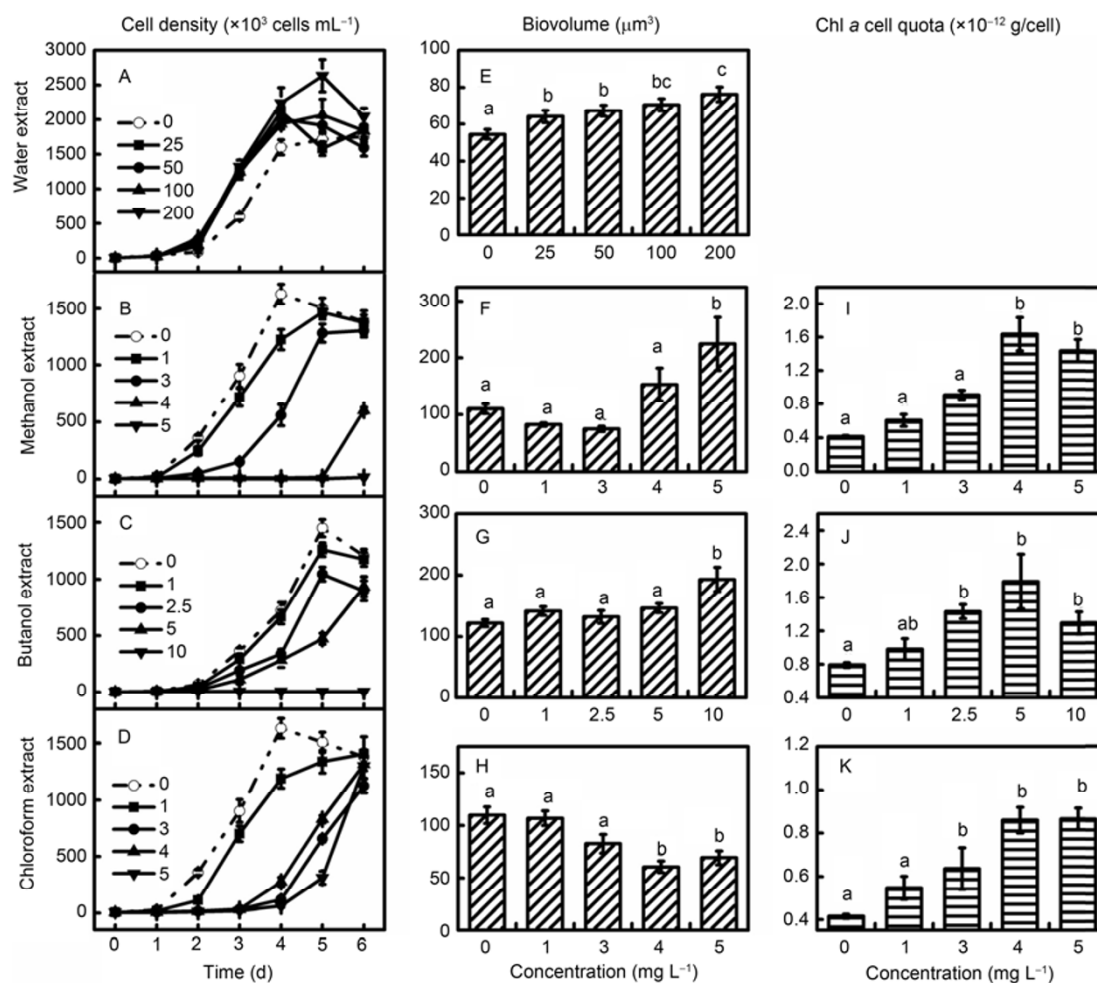 Cell density (×10³ cells mL⁻¹)
Biovolume (μm³)
Chl a cell quota (×10⁻¹² g/cell)
Water extract
3000
2500
2000
1500
1000
500
0
A
0
25
50
100
200
100
80
60
40
20
0
E
a
b
b
bc
c
0 25 50 100 200
Methanol extract
1500
1000
500
0
B
0
1
3
4
5
300
200
100
0
F
a
a
a
a
b
0 1 3 4 5
2.0
1.6
1.2
0.8
0.4
0.0
I
a
a
a
b
b
0 1 3 4 5
Butanol extract
1500
1000
500
0
C
0
1
2.5
5
10
300
200
100
0
G
a
a
a
a
b
0 1 2.5 5 10
2.4
2.0
1.6
1.2
0.8
0.4
J
a
ab
b
b
b
0 1 2.5 5 10
Chloroform extract
1500
1000
500
0
D
0
1
3
4
5
0 1 2 3 4 5 6
Time (d)
150
100
50
0
H
a
a
a
b
b
0 1 3 4 5
Concentration (mg L⁻¹)
1.2
1.0
0.8
0.6
0.4
K
a
a
b
b
b
0 1 3 4 5
Concentration (mg L⁻¹)